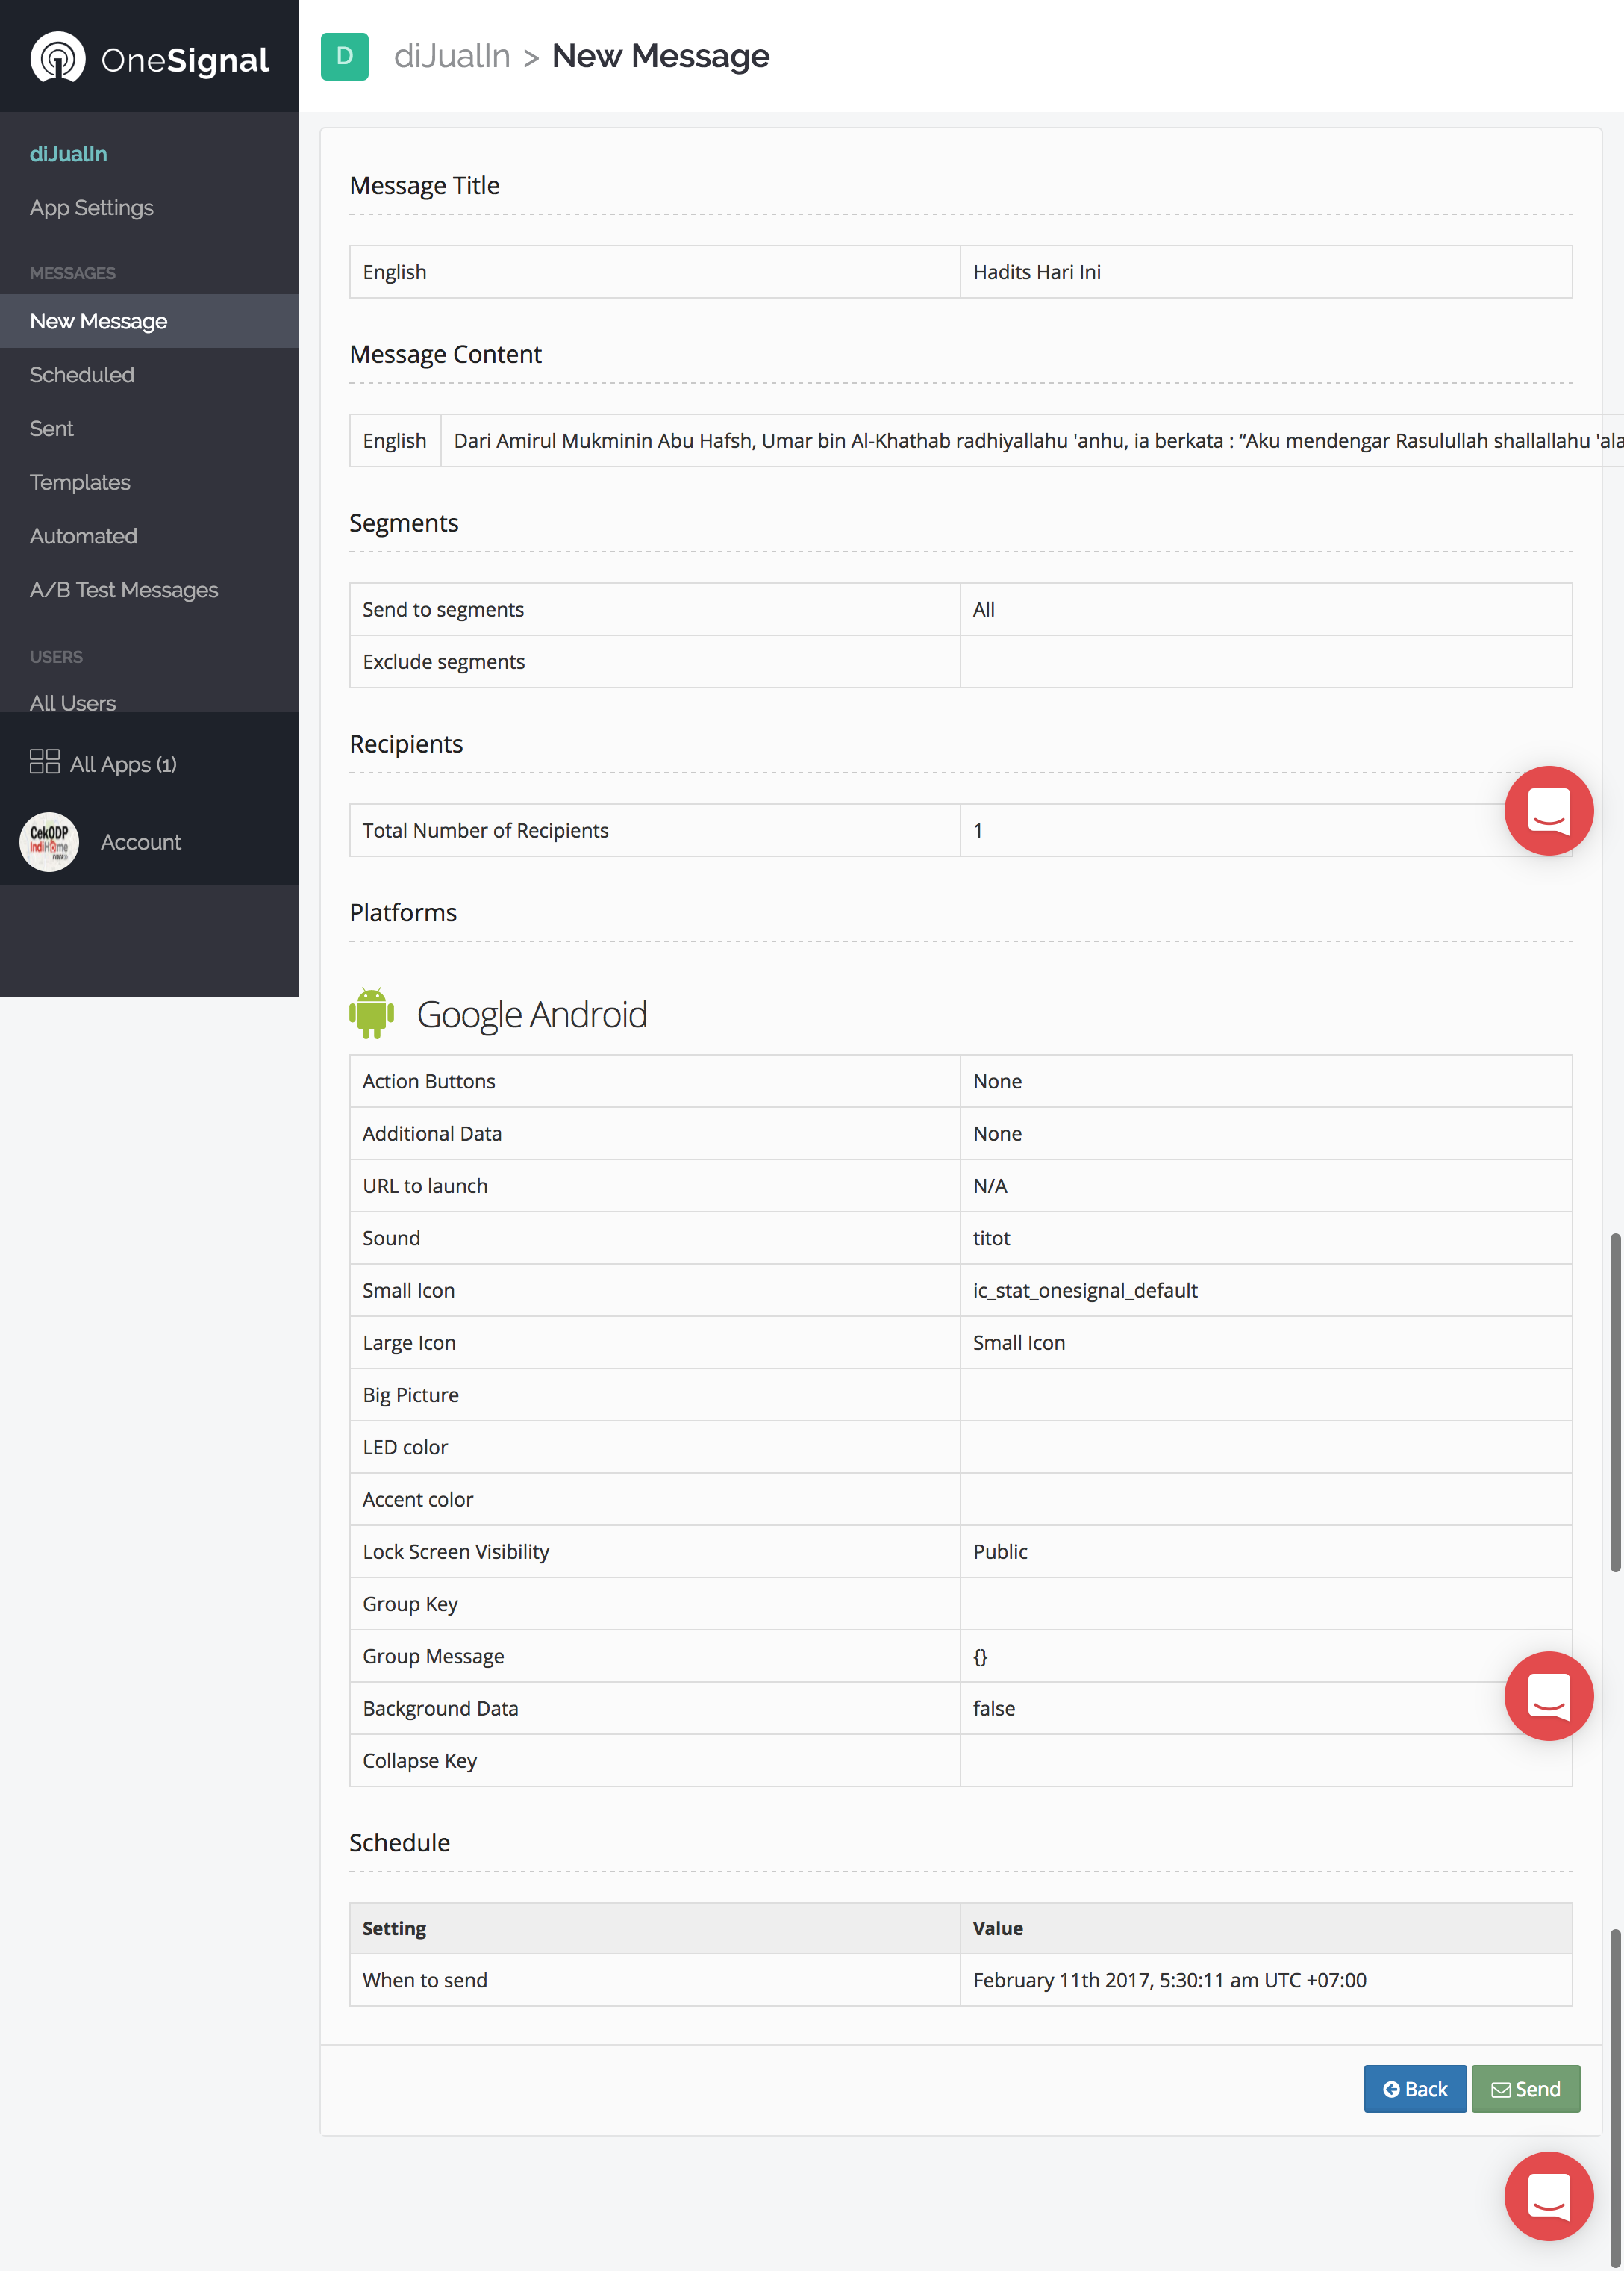 OneSignal
D
diJualIn > New Message
diJualIn
App Settings
MESSAGES
New Message
Scheduled
Sent
Templates
Automated
A/B Test Messages
USERS
All Users
All Apps (1)
CekODP
IndiHome
Account
Message Title
English Hadits Hari Ini
Message Content
English Dari Amirul Mukminin Abu Hafsh, Umar bin Al-Khathab radhiyallahu 'anhu, ia berkata : “Aku mendengar Rasulullah shallallahu 'ala
Segments
Send to segments All
Exclude segments
Recipients
Total Number of Recipients 1
Platforms
Google Android
Action Buttons None
Additional Data None
URL to launch N/A
Sound titot
Small Icon ic_stat_onesignal_default
Large Icon Small Icon
Big Picture
LED color
Accent color
Lock Screen Visibility Public
Group Key
Group Message {}
Background Data false
Collapse Key
Schedule
Setting Value
When to send February 11th 2017, 5:30:11 am UTC +07:00
Back Send